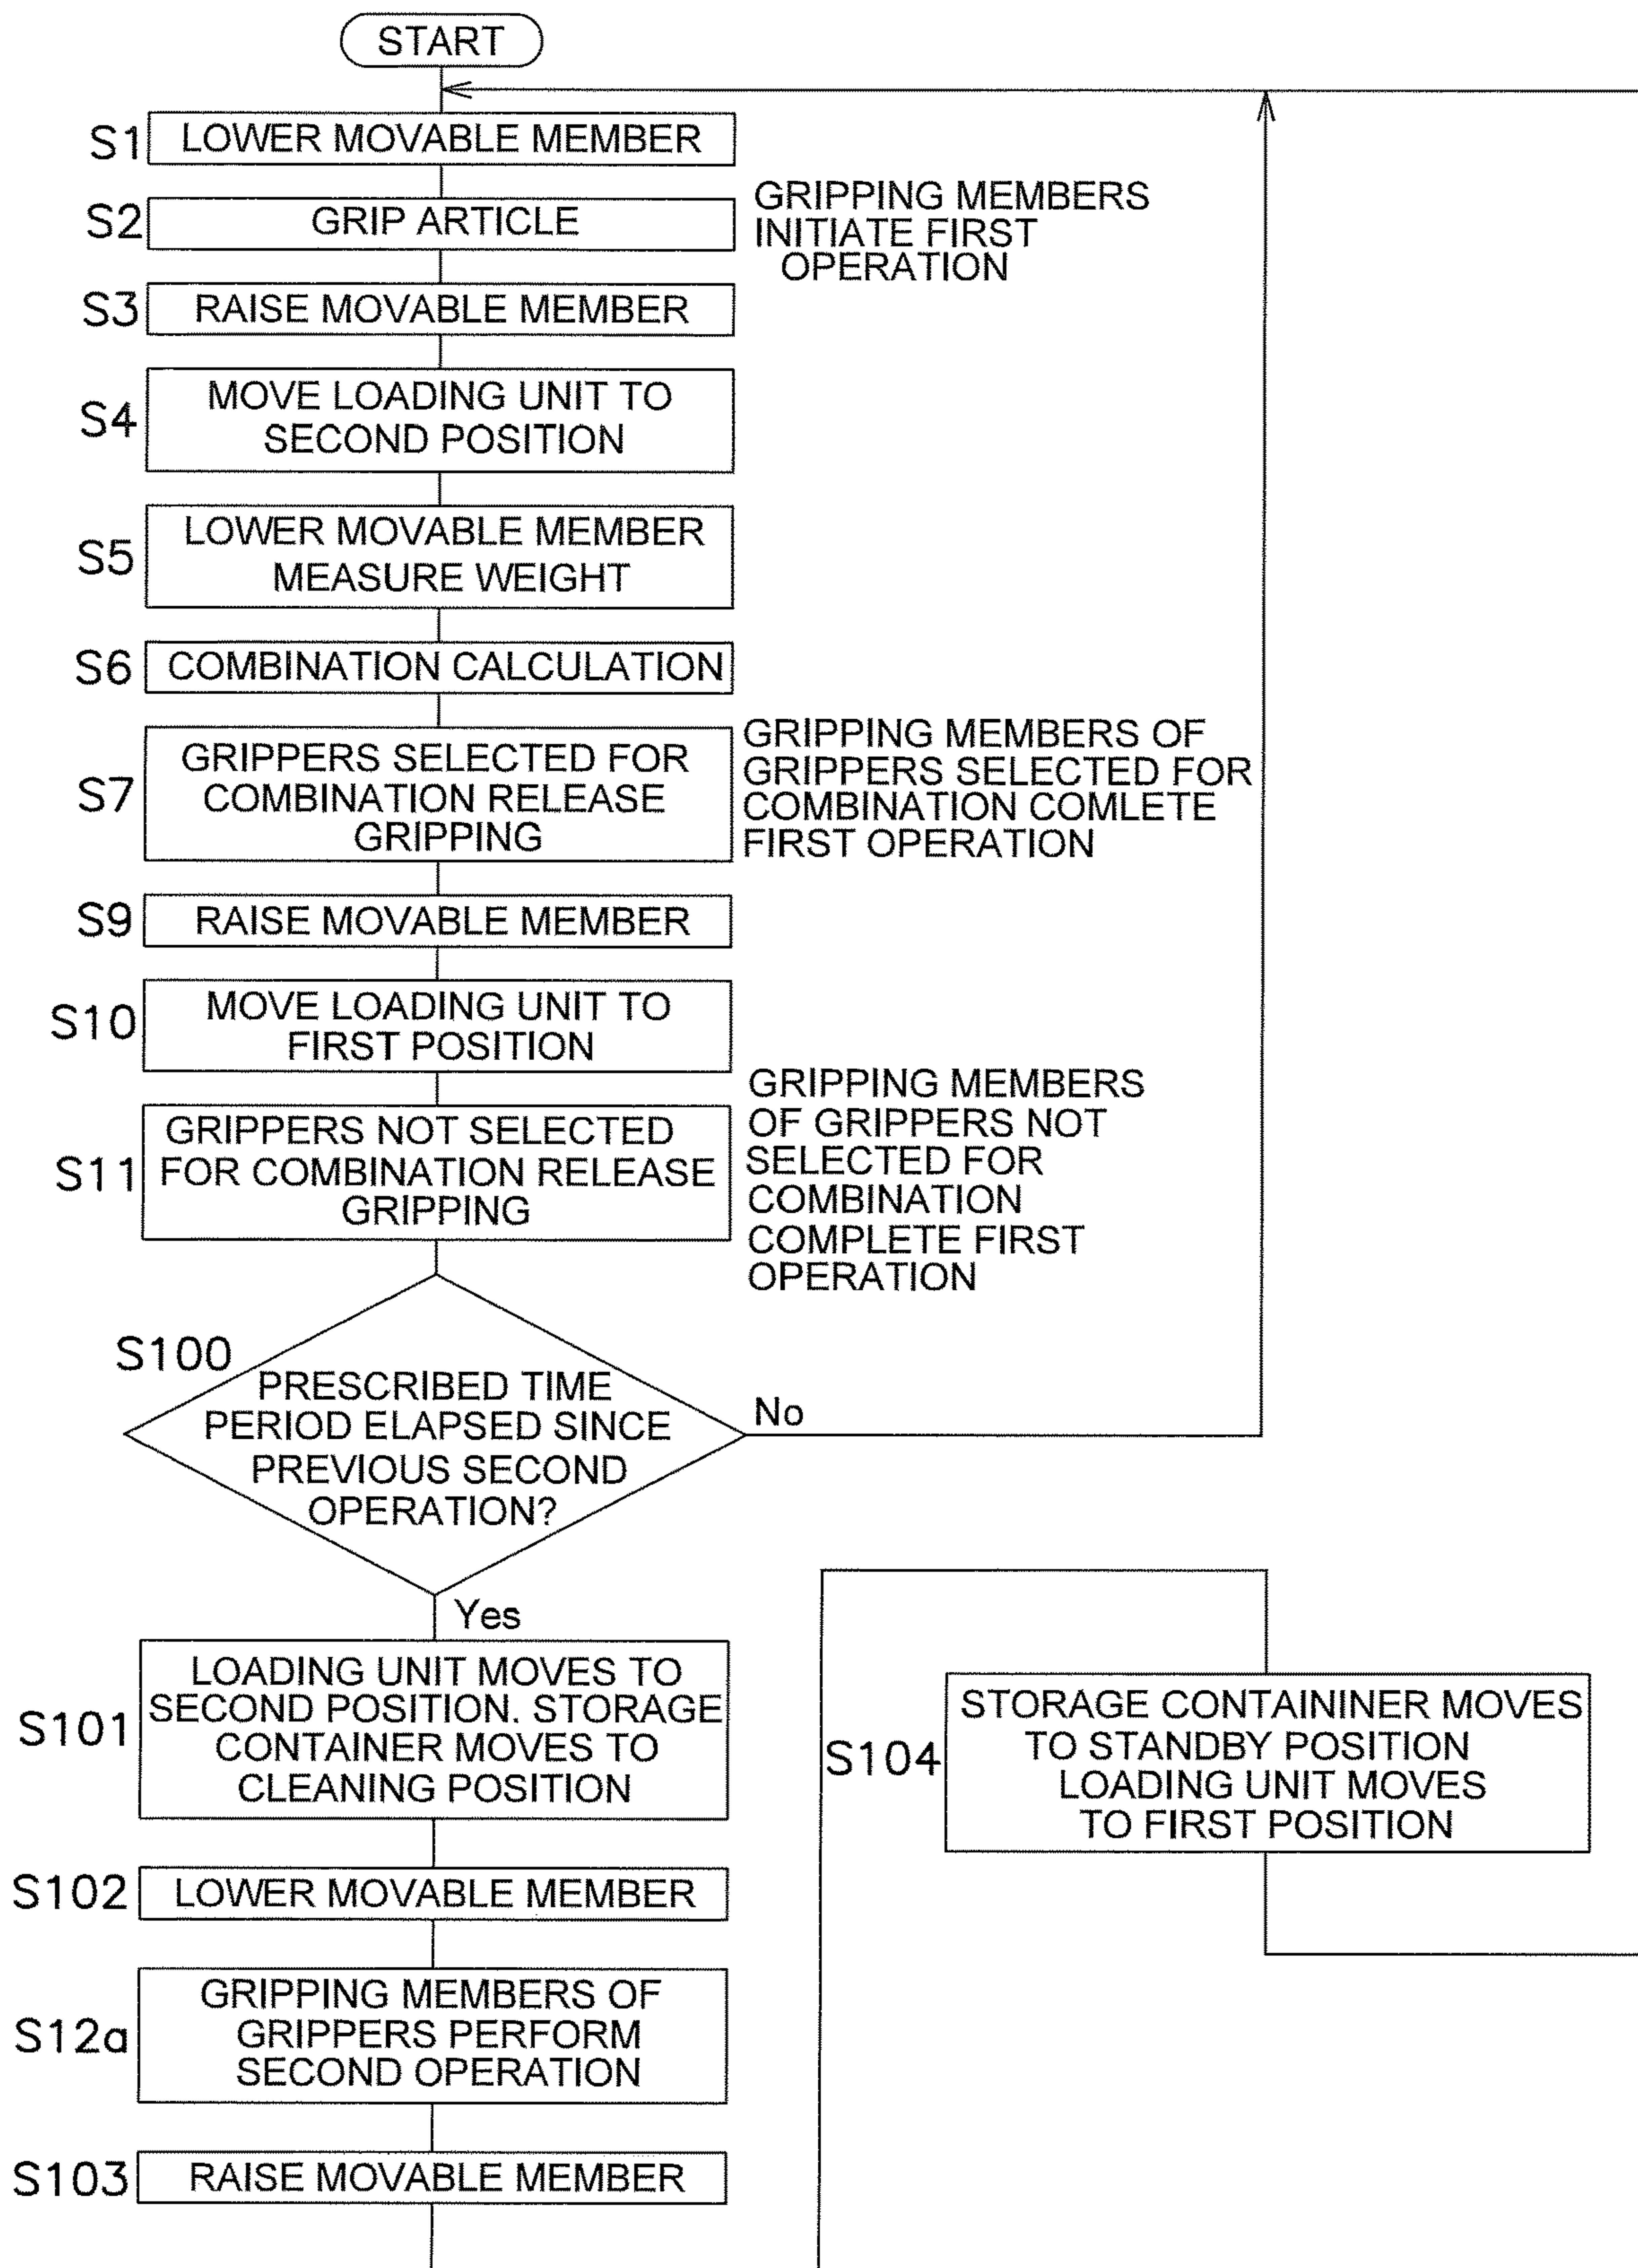 START
S1
LOWER MOVABLE MEMBER
S2
GRIP ARTICLE
GRIPPING MEMBERS
INITIATE FIRST
OPERATION
S3
RAISE MOVABLE MEMBER
S4
MOVE LOADING UNIT TO
SECOND POSITION
S5
LOWER MOVABLE MEMBER
MEASURE WEIGHT
S6
COMBINATION CALCULATION
S7
GRIPPERS SELECTED FOR
COMBINATION RELEASE
GRIPPING
GRIPPING MEMBERS OF
GRIPPERS SELECTED FOR
COMBINATION COMLETE
FIRST OPERATION
S9
RAISE MOVABLE MEMBER
S10
MOVE LOADING UNIT TO
FIRST POSITION
S11
GRIPPERS NOT SELECTED
FOR COMBINATION RELEASE
GRIPPING
GRIPPING MEMBERS
OF GRIPPERS NOT
SELECTED FOR
COMBINATION
COMPLETE FIRST
OPERATION
S100
PRESCRIBED TIME
PERIOD ELAPSED SINCE
PREVIOUS SECOND
OPERATION?
No
Yes
S101
LOADING UNIT MOVES TO
SECOND POSITION. STORAGE
CONTAINER MOVES TO
CLEANING POSITION
S102
LOWER MOVABLE MEMBER
S12a
GRIPPING MEMBERS OF
GRIPPERS PERFORM
SECOND OPERATION
S103
RAISE MOVABLE MEMBER
S104
STORAGE CONTAININER MOVES
TO STANDBY POSITION
LOADING UNIT MOVES
TO FIRST POSITION